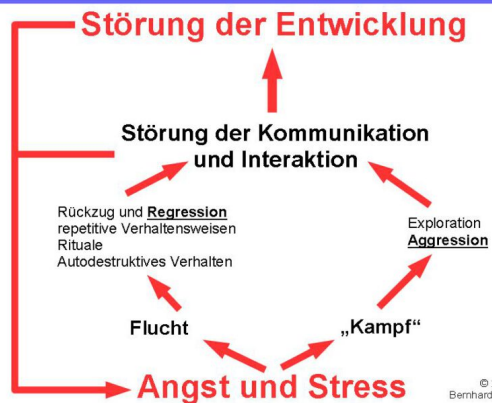 Störung der Entwicklung
Störung der Kommunikation
und Interaktion
Rückzug und Regression
repetitive Verhaltensweisen
Rituale
Autodestruktives Verhalten
Exploration
Aggression
Flucht
„Kampf“
Angst und Stress
©
Bernhard